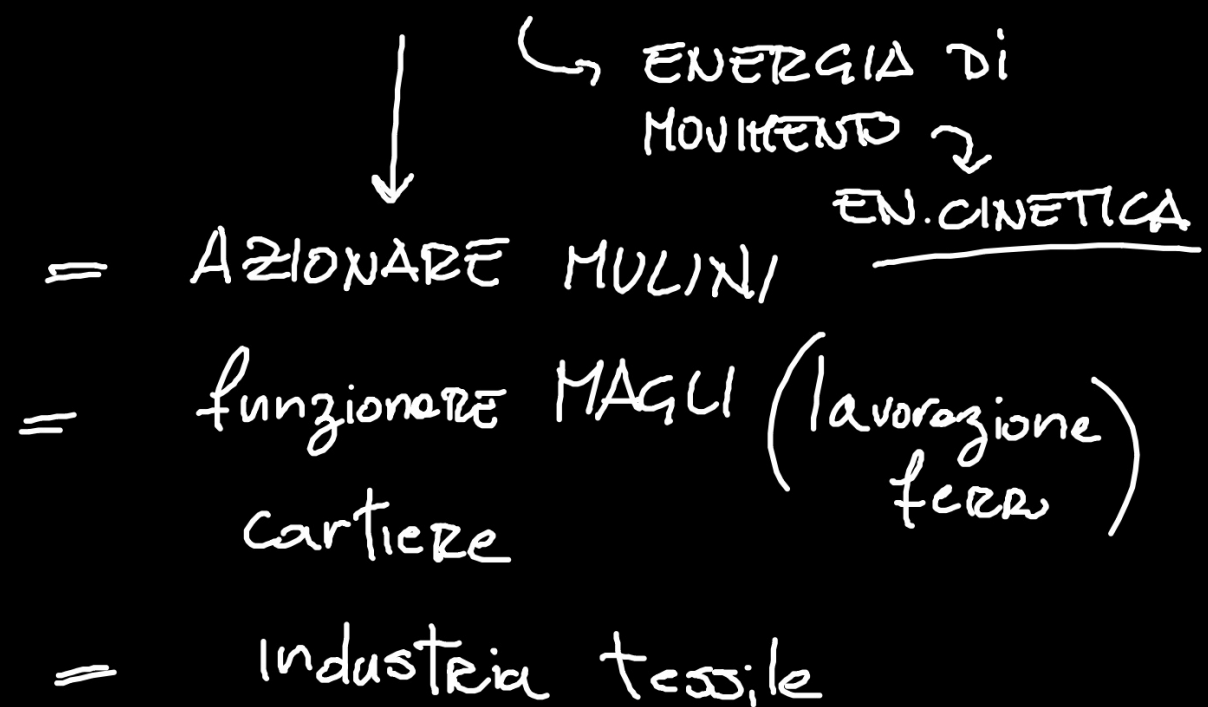 ENERGIA Di
MOVIMENTO
EN. CINETICA
= AZIONARE MULINI
= funzionare MAGLI (lavorazione
ferro)
cartiere
= Industria tessile